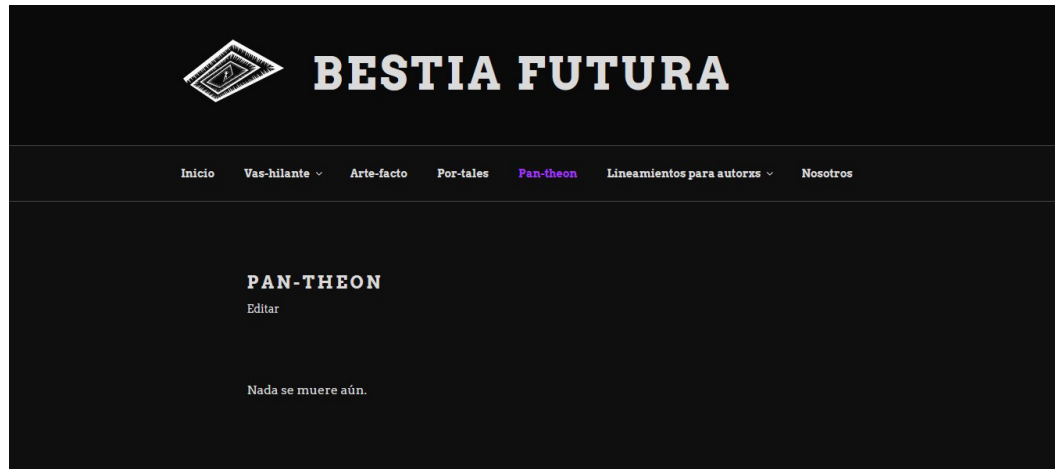 BESTIA FUTURA
Inicio Vas-hilante Arte-facto Por-tales Pan-theon Lineamientos para autorxs Nosotros
PAN-THEON
Editar
Nada se muere aún.